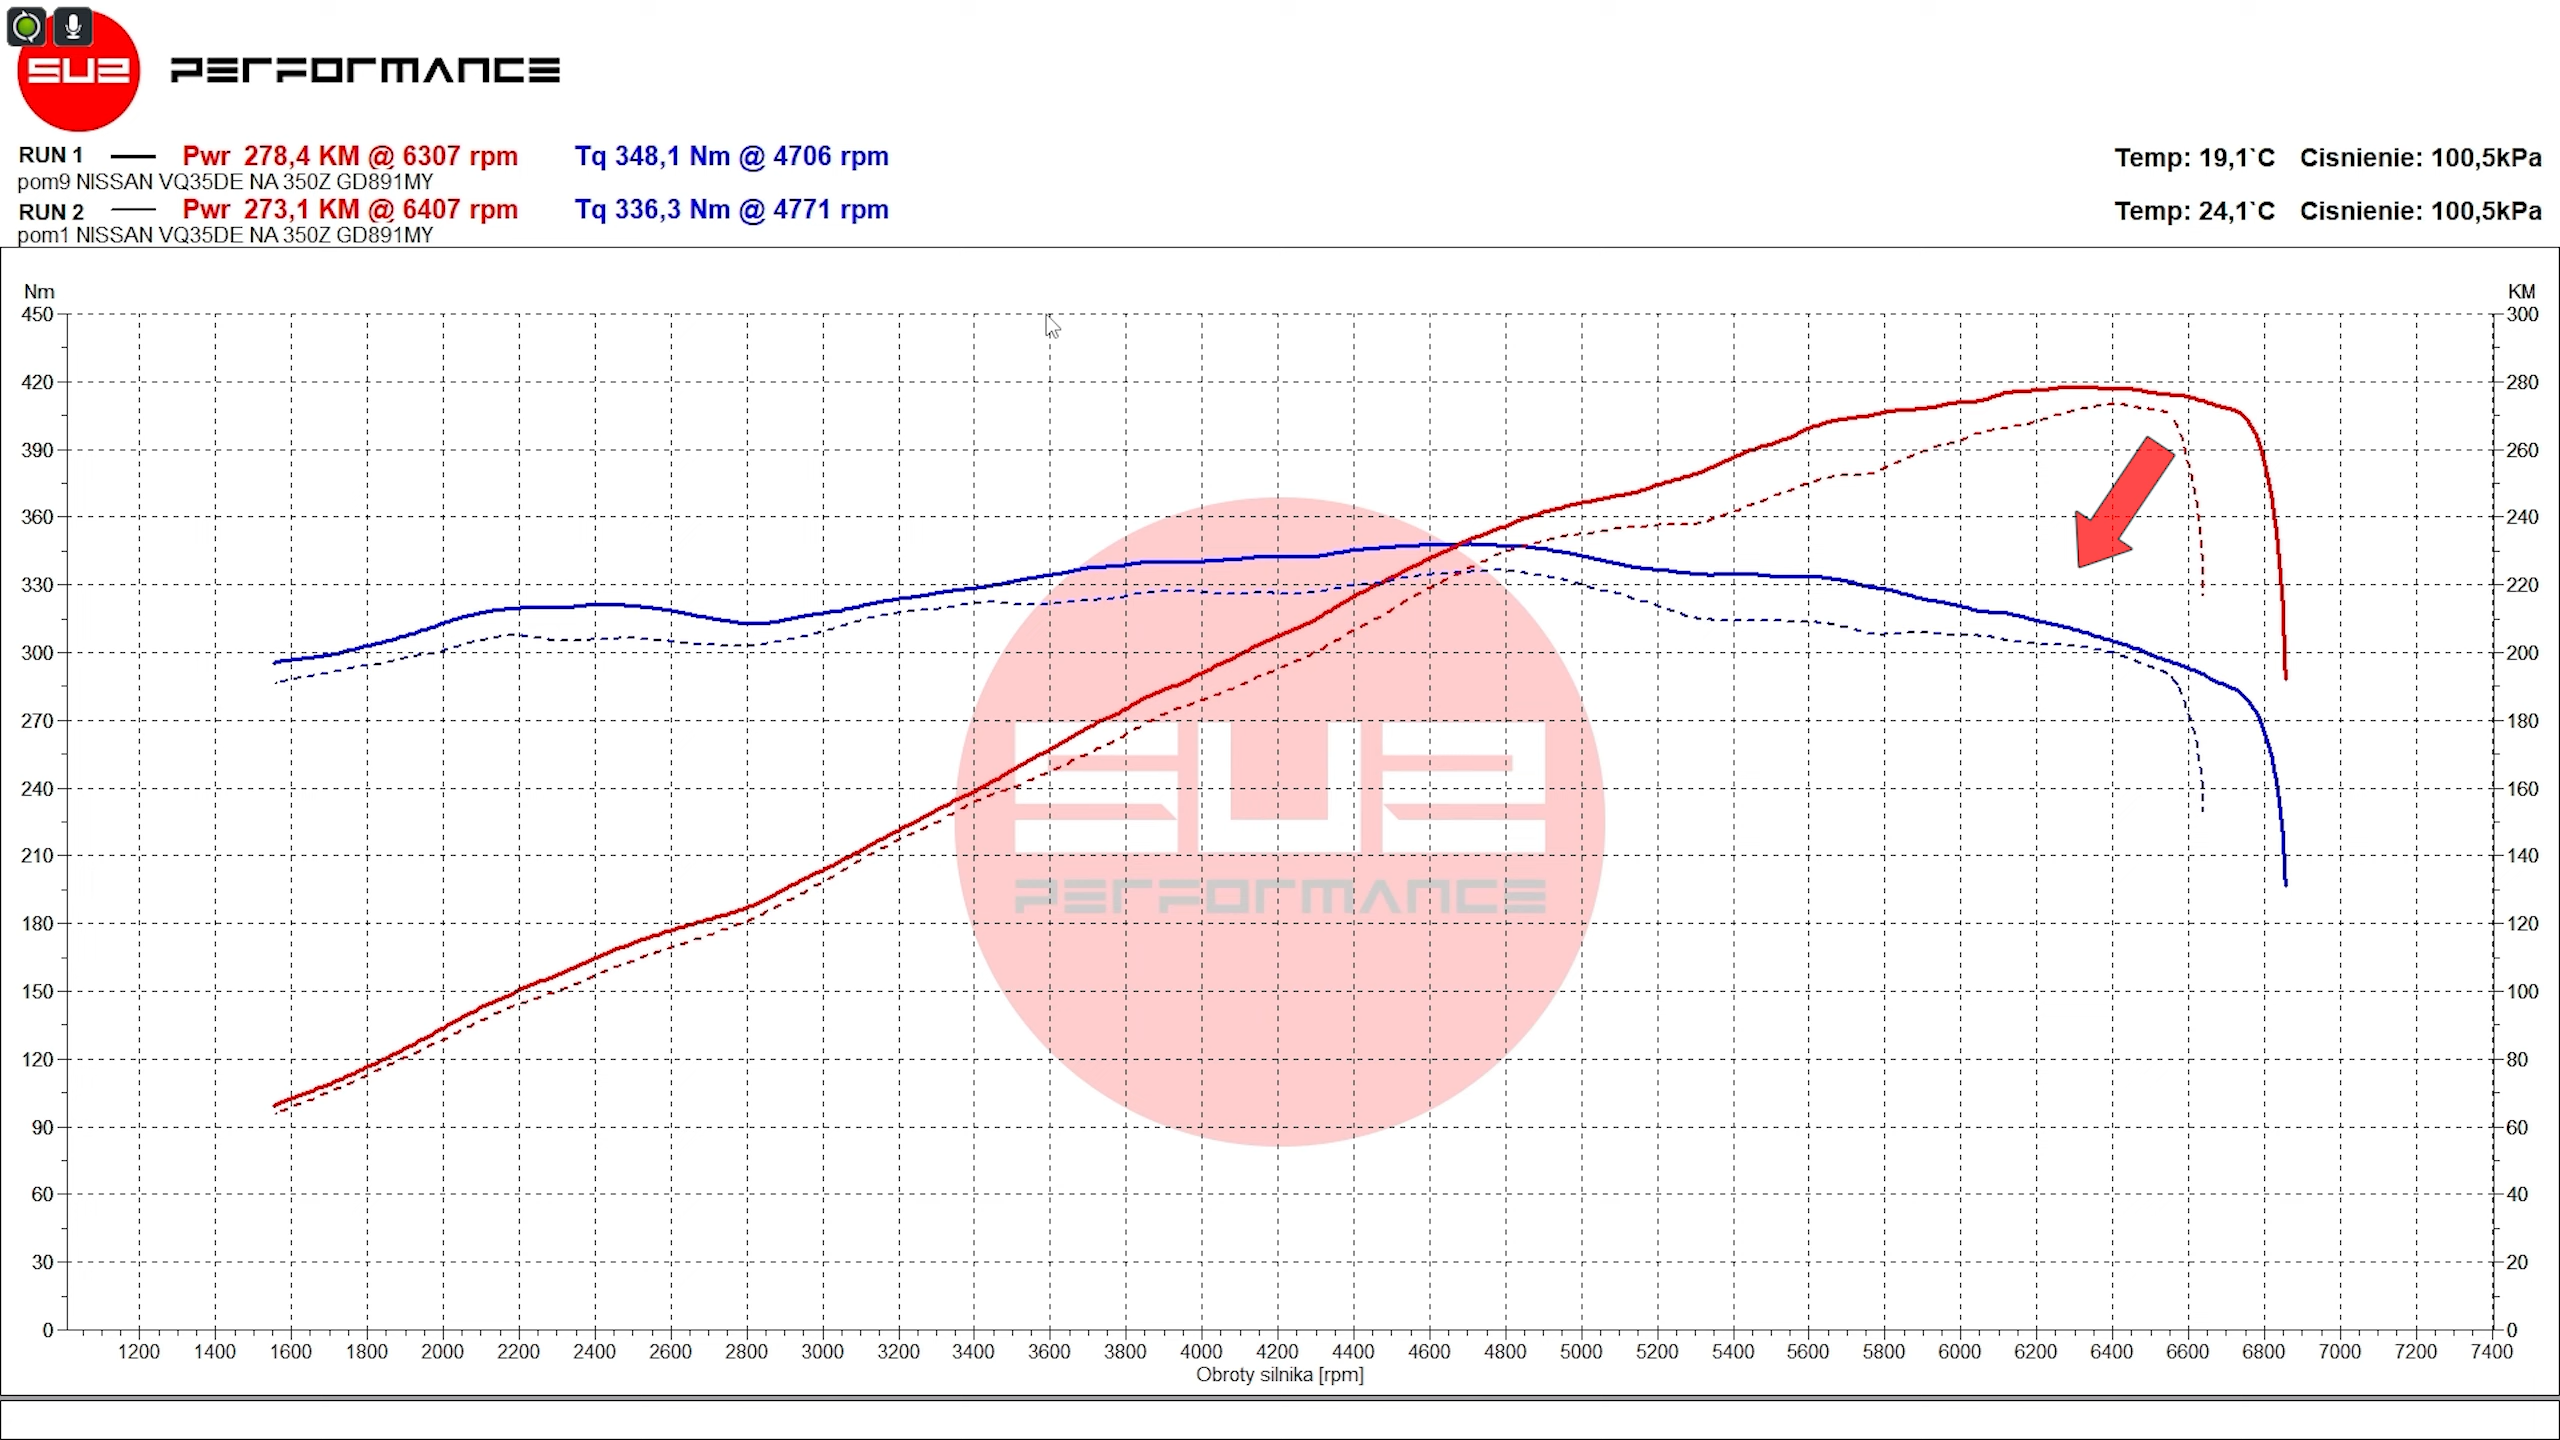 SU2 PERFORMANCE
RUN 1 Pwr 278,4 KM @ 6307 rpm Tq 348,1 Nm @ 4706 rpm Temp: 19,1`C Cisnienie: 100,5kPa
pom9 NISSAN VQ35DE NA 350Z GD891MY
RUN 2 Pwr 273,1 KM @ 6407 rpm Tq 336,3 Nm @ 4771 rpm Temp: 24,1`C Cisnienie: 100,5kPa
pom1 NISSAN VQ35DE NA 350Z GD891MY
Nm KM
450 300
420 280
390 260
360 240
330 220
300 200
270 180
SU2
240 160
210 140
PERFORMANCE
180 120
150 100
120 80
90 60
60 40
30 20
0 0
1200 1400 1600 1800 2000 2200 2400 2600 2800 3000 3200 3400 3600 3800 4000 4200 4400 4600 4800 5000 5200 5400 5600 5800 6000 6200 6400 6600 6800 7000 7200 7400
Obroty silnika [rpm]